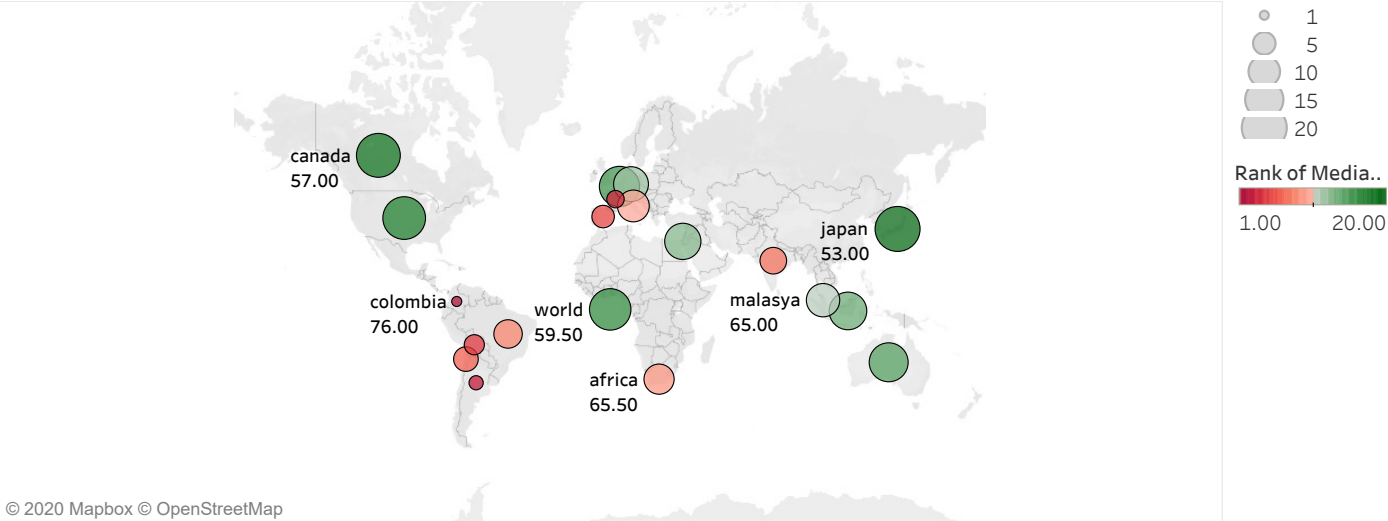 canada
57.00
colombia
76.00
world
59.50
africa
65.50
malasya
65.00
japan
53.00
© 2020 Mapbox © OpenStreetMap
1
5
10
15
20
Rank of Media..
1.00 20.00